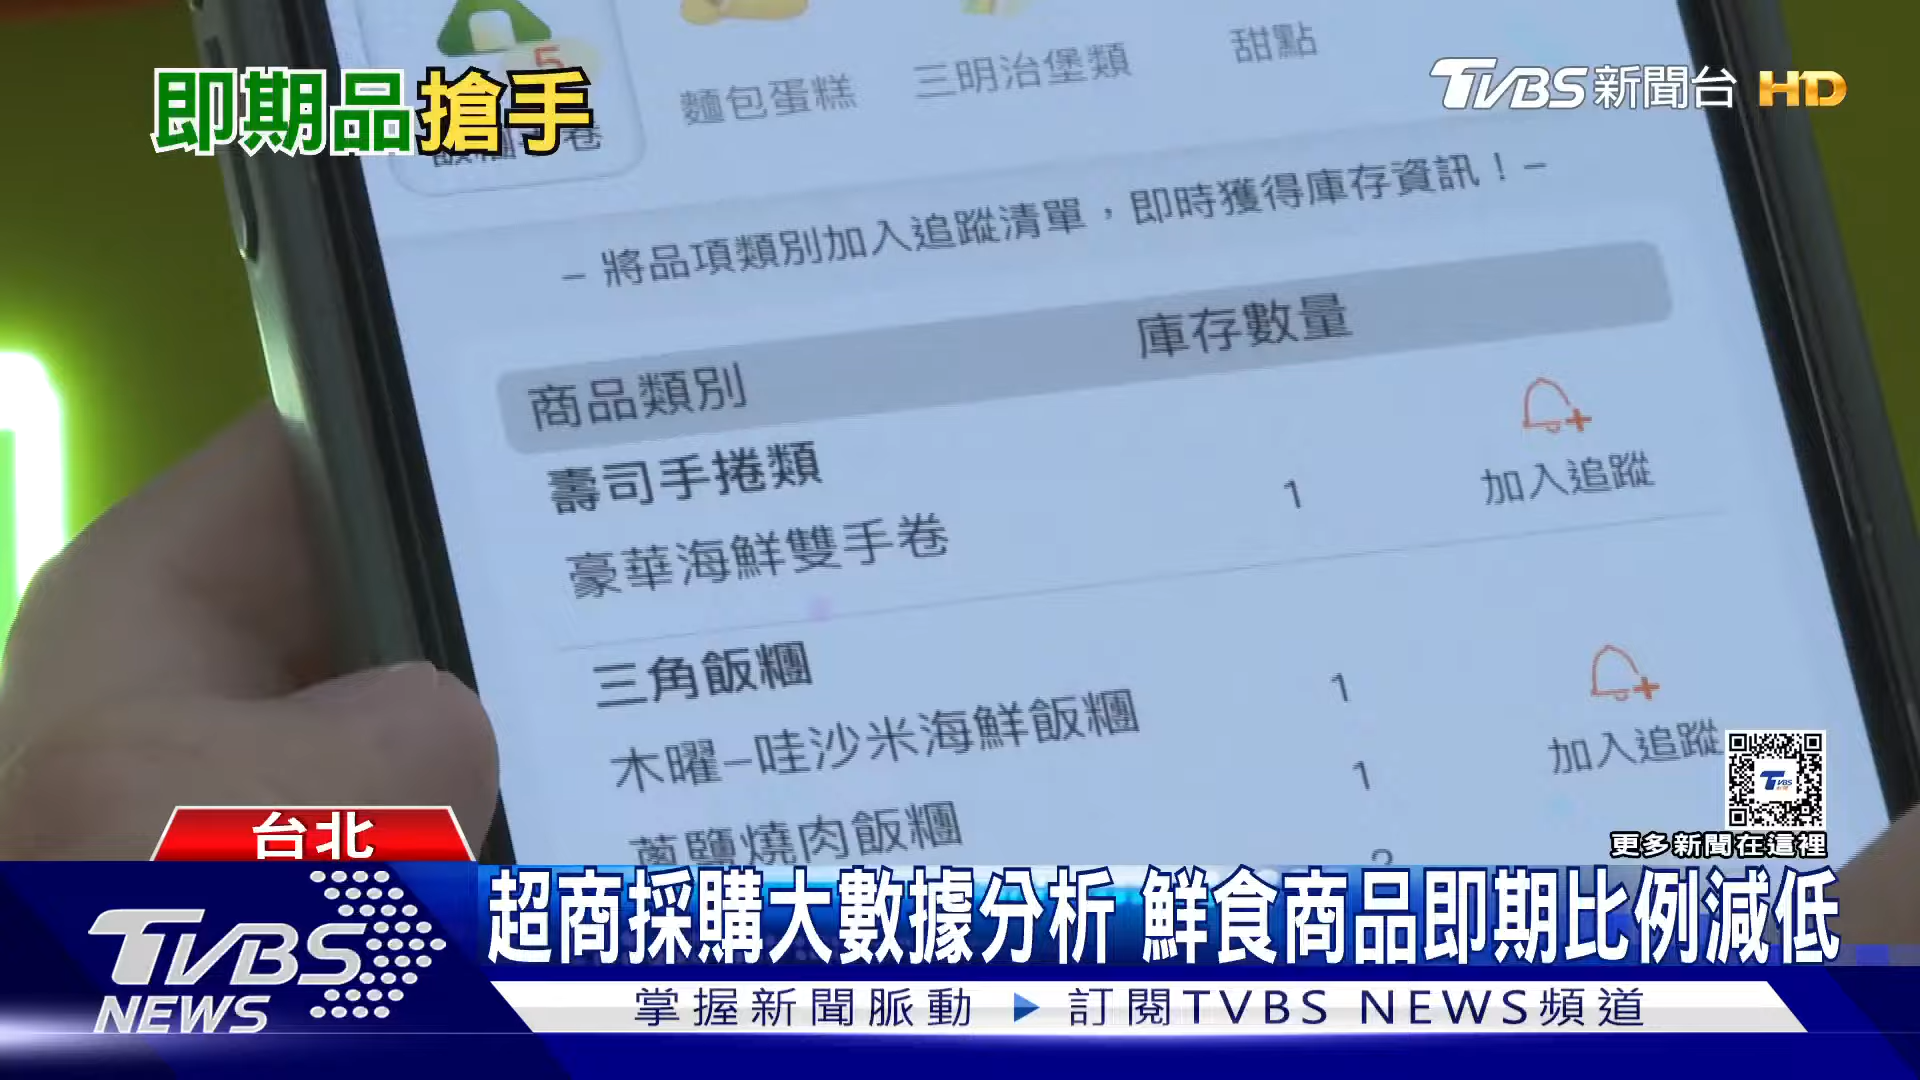 即期品搶手
TVBS新聞台 HD
5
麵包蛋糕
三明治堡類
甜點
– 將品項類別加入追蹤清單，即時獲得庫存資訊！–
商品類別
庫存數量
壽司手捲類
1
加入追蹤
豪華海鮮雙手卷
三角飯糰
1
加入追蹤
木曜–哇沙米海鮮飯糰
1
蔥鹽燒肉飯糰
更多新聞在這裡
台北
超商採購大數據分析 鮮食商品即期比例減低
TVBS NEWS
掌握新聞脈動 ▶ 訂閱TVBS NEWS頻道